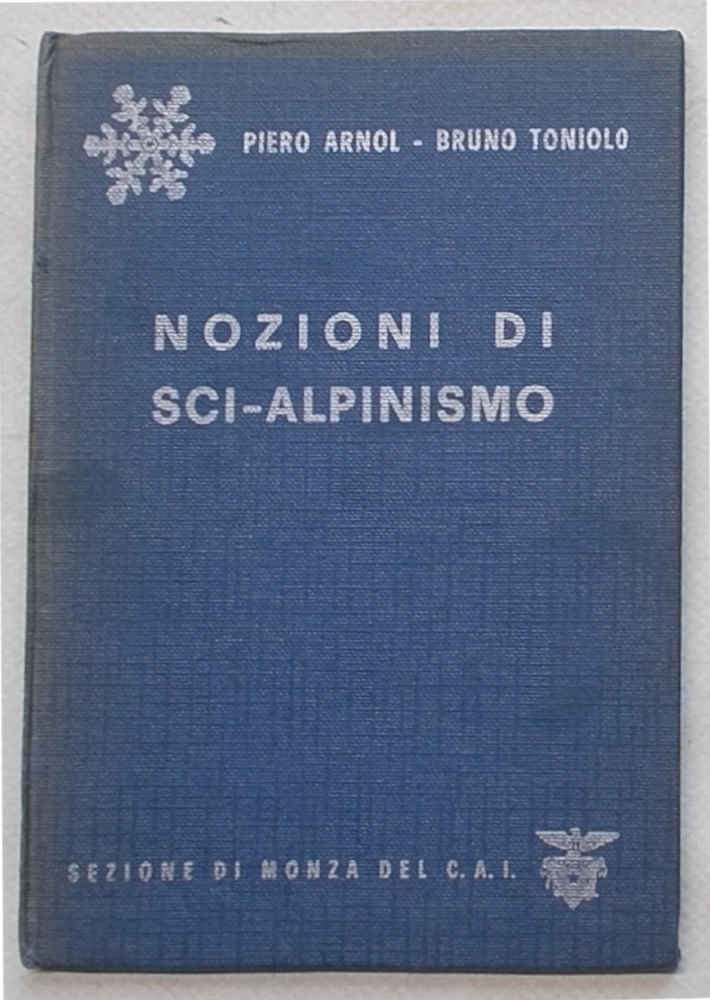 PIERO ARNOL - BRUNO TONIOLO
NOZIONI DI
SCI-ALPINISMO
SEZIONE DI MONZA DEL C.A.I.